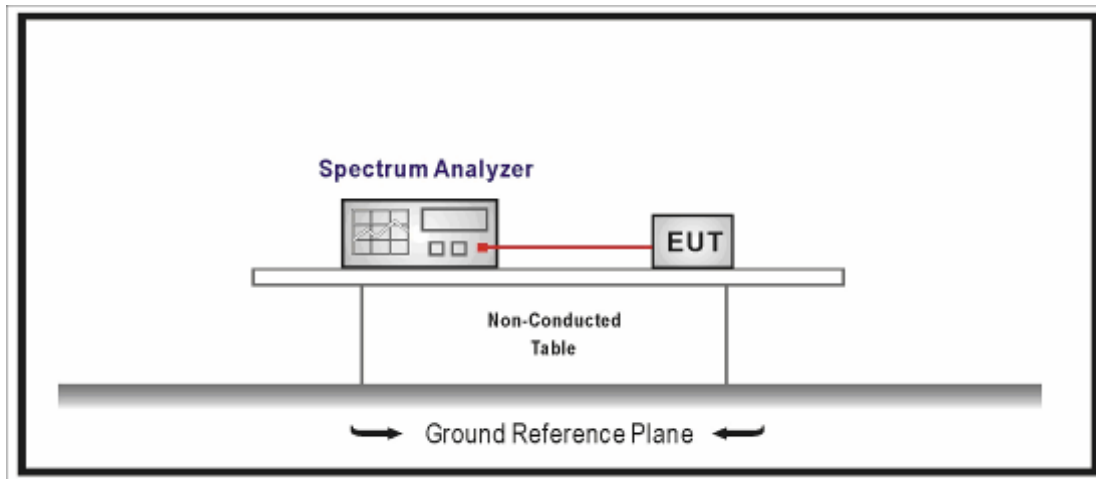 Spectrum Analyzer
EUT
Non-Conducted
Table
Ground Reference Plane